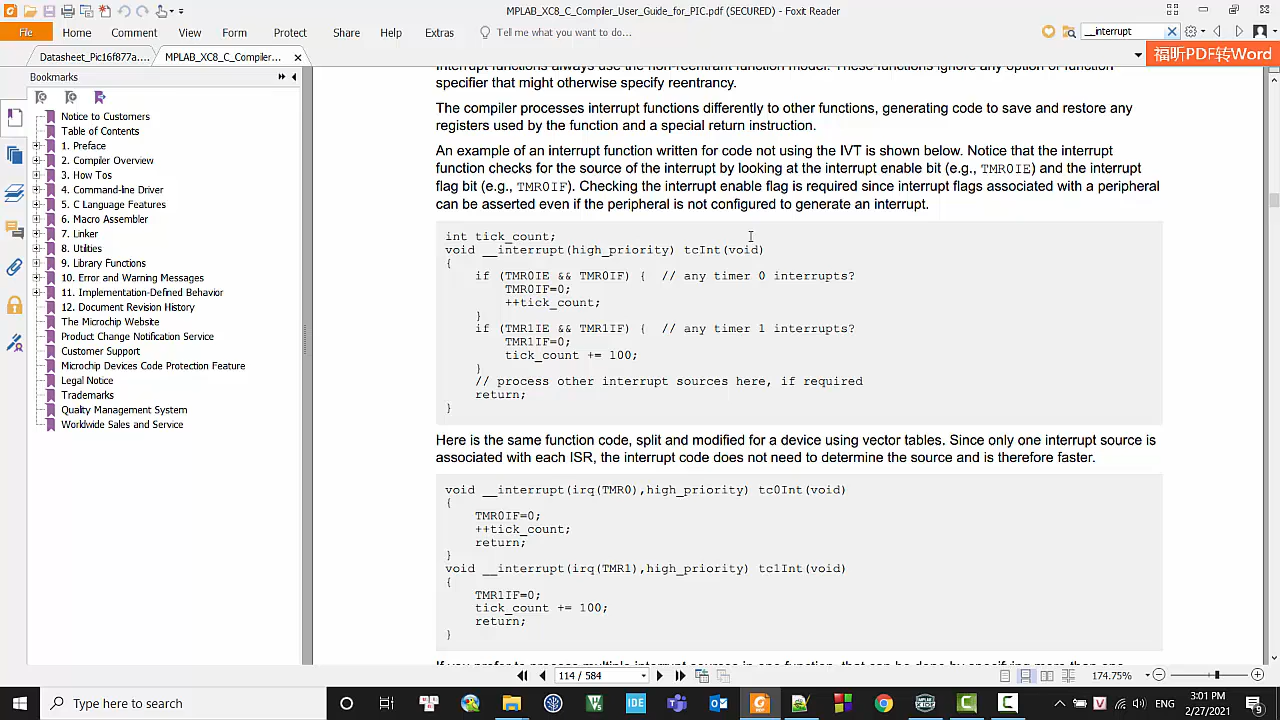 MPLAB_XC8_C_Compiler_User_Guide_for_PIC.pdf (SECURED) - Foxit Reader
File Home Comment View Form Protect Share Help Extras Tell me what you want to do... __interrupt
Datasheet_Pic16f877a.... MPLAB_XC8_C_Compiler... 福昕PDF转Word
Bookmarks
Notice to Customers
Table of Contents
1. Preface
2. Compiler Overview
3. How Tos
4. Command-line Driver
5. C Language Features
6. Macro Assembler
7. Linker
8. Utilities
9. Library Functions
10. Error and Warning Messages
11. Implementation-Defined Behavior
12. Document Revision History
The Microchip Website
Product Change Notification Service
Customer Support
Microchip Devices Code Protection Feature
Legal Notice
Trademarks
Quality Management System
Worldwide Sales and Service
specifier that might otherwise specify reentrancy.
The compiler processes interrupt functions differently to other functions, generating code to save and restore any
registers used by the function and a special return instruction.
An example of an interrupt function written for code not using the IVT is shown below. Notice that the interrupt
function checks for the source of the interrupt by looking at the interrupt enable bit (e.g., TMR0IE) and the interrupt
flag bit (e.g., TMR0IF). Checking the interrupt enable flag is required since interrupt flags associated with a peripheral
can be asserted even if the peripheral is not configured to generate an interrupt.
int tick_count;
void __interrupt(high_priority) tcInt(void)
{
if (TMR0IE && TMR0IF) { // any timer 0 interrupts?
TMR0IF=0;
++tick_count;
}
if (TMR1IE && TMR1IF) { // any timer 1 interrupts?
TMR1IF=0;
tick_count += 100;
}
// process other interrupt sources here, if required
return;
}
Here is the same function code, split and modified for a device using vector tables. Since only one interrupt source is
associated with each ISR, the interrupt code does not need to determine the source and is therefore faster.
void __interrupt(irq(TMR0),high_priority) tc0Int(void)
{
TMR0IF=0;
++tick_count;
return;
}
void __interrupt(irq(TMR1),high_priority) tc1Int(void)
{
TMR1IF=0;
tick_count += 100;
return;
}
114 / 584 174.75%
Type here to search
IDE
ENG
3:01 PM
2/27/2021